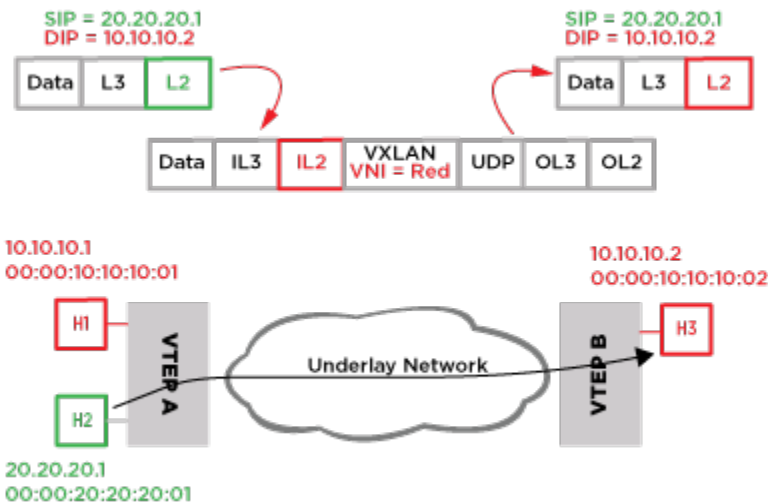 SIP = 20.20.20.1
DIP = 10.10.10.2
Data L3 L2
SIP = 20.20.20.1
DIP = 10.10.10.2
Data L3 L2
Data IL3 IL2 VXLAN VNI = Red UDP OL3 OL2
10.10.10.1
00:00:10:10:10:01
H1
VTEP A
H2
20.20.20.1
00:00:20:20:20:01
Underlay Network
10.10.10.2
00:00:10:10:10:02
VTEP B
H3